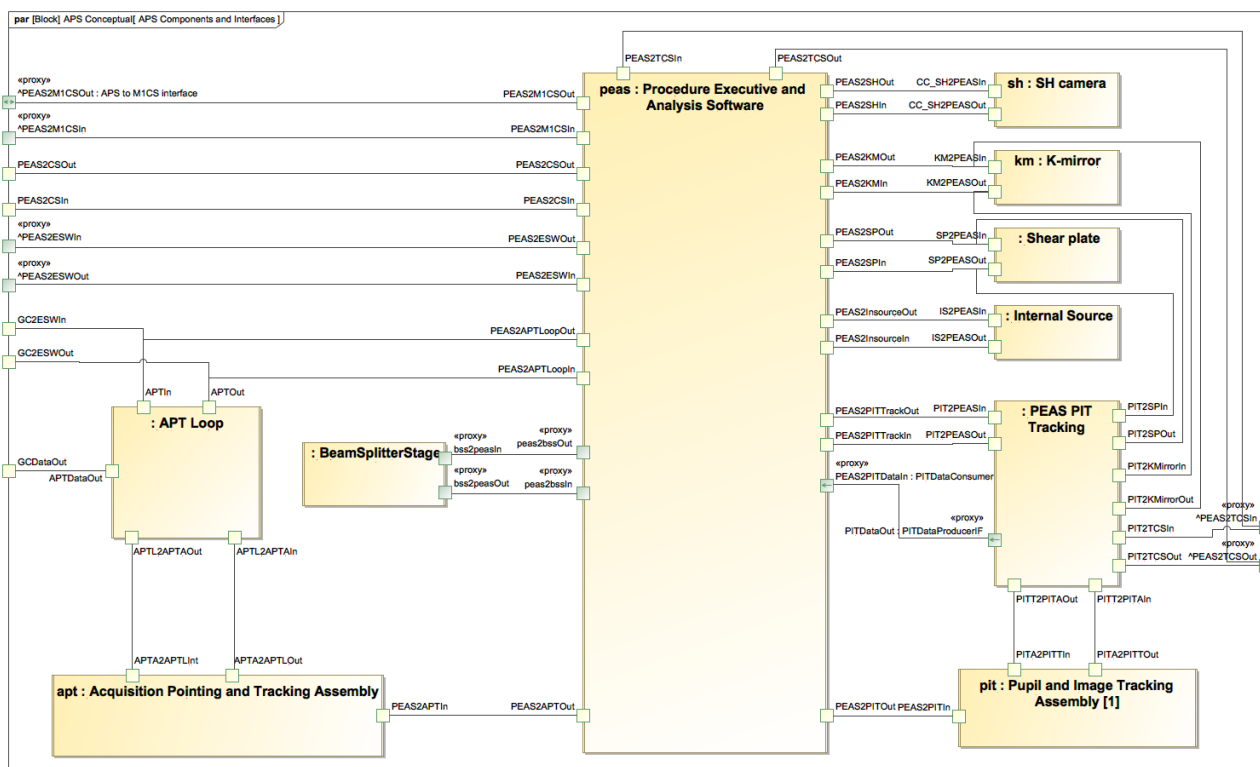 par [Block] APS Conceptual[ APS Components and Interfaces ]
PEAS2TCSIn
PEAS2TCSOut
«proxy»
^PEAS2M1CSOut : APS to M1CS interface
PEAS2M1CSOut
«proxy»
^PEAS2M1CSIn
PEAS2M1CSIn
PEAS2CSOut
PEAS2CSOut
PEAS2CSIn
PEAS2CSIn
«proxy»
^PEAS2ESWIn
PEAS2ESWOut
«proxy»
^PEAS2ESWOut
PEAS2ESWIn
GC2ESWIn
PEAS2APTLoopOut
GC2ESWOut
PEAS2APTLoopIn
APTIn
APTOut
: APT Loop
GCDataOut
APTDataOut
APTL2APTAOut
APTL2APTAIn
: BeamSplitterStage
«proxy»
bss2peasIn
«proxy»
peas2bssOut
«proxy»
bss2peasOut
«proxy»
peas2bssIn
APTA2APTLInt
APTA2APTLOut
apt : Acquisition Pointing and Tracking Assembly
PEAS2APTIn
PEAS2APTOut
peas : Procedure Executive and
Analysis Software
PEAS2SHOut
CC_SH2PEASIn
PEAS2SHIn
CC_SH2PEASOut
sh : SH camera
PEAS2KMOut
KM2PEASIn
PEAS2KMIn
KM2PEASOut
km : K-mirror
PEAS2SPOut
SP2PEASIn
PEAS2SPIn
SP2PEASOut
: Shear plate
PEAS2InsourceOut
IS2PEASIn
PEAS2InsourceIn
IS2PEASOut
: Internal Source
PEAS2PITTrackOut
PIT2PEASIn
PEAS2PITTrackIn
PIT2PEASOut
: PEAS PIT
Tracking
«proxy»
PEAS2PITDataIn : PITDataConsumer
«proxy»
PITDataOut : PITDataProducerIF
PIT2SPIn
PIT2SPOut
PIT2KMirrorIn
PIT2KMirrorOut
«proxy»
^PEAS2TCSIn
PIT2TCSIn
«proxy»
PIT2TCSOut
^PEAS2TCSOut
PITT2PITAOut
PITT2PITAIn
PITA2PITTIn
PITA2PITTOut
pit : Pupil and Image Tracking
Assembly [1]
PEAS2PITOut
PEAS2PITIn